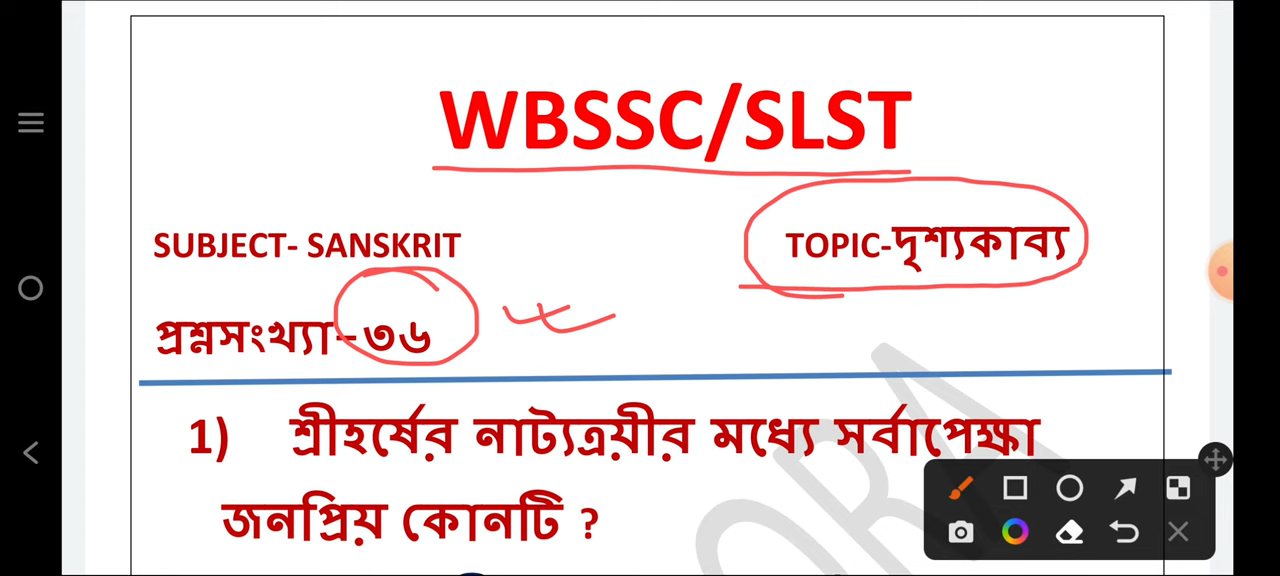 WBSSC/SLST
SUBJECT- SANSKRIT
TOPIC-দৃশ্যকাব্য
প্রশ্নসংখ্যা-৩৬
1) শ্রীহর্ষের নাট্যত্রয়ীর মধ্যে সর্বাপেক্ষা
জনপ্রিয় কোনটি ?